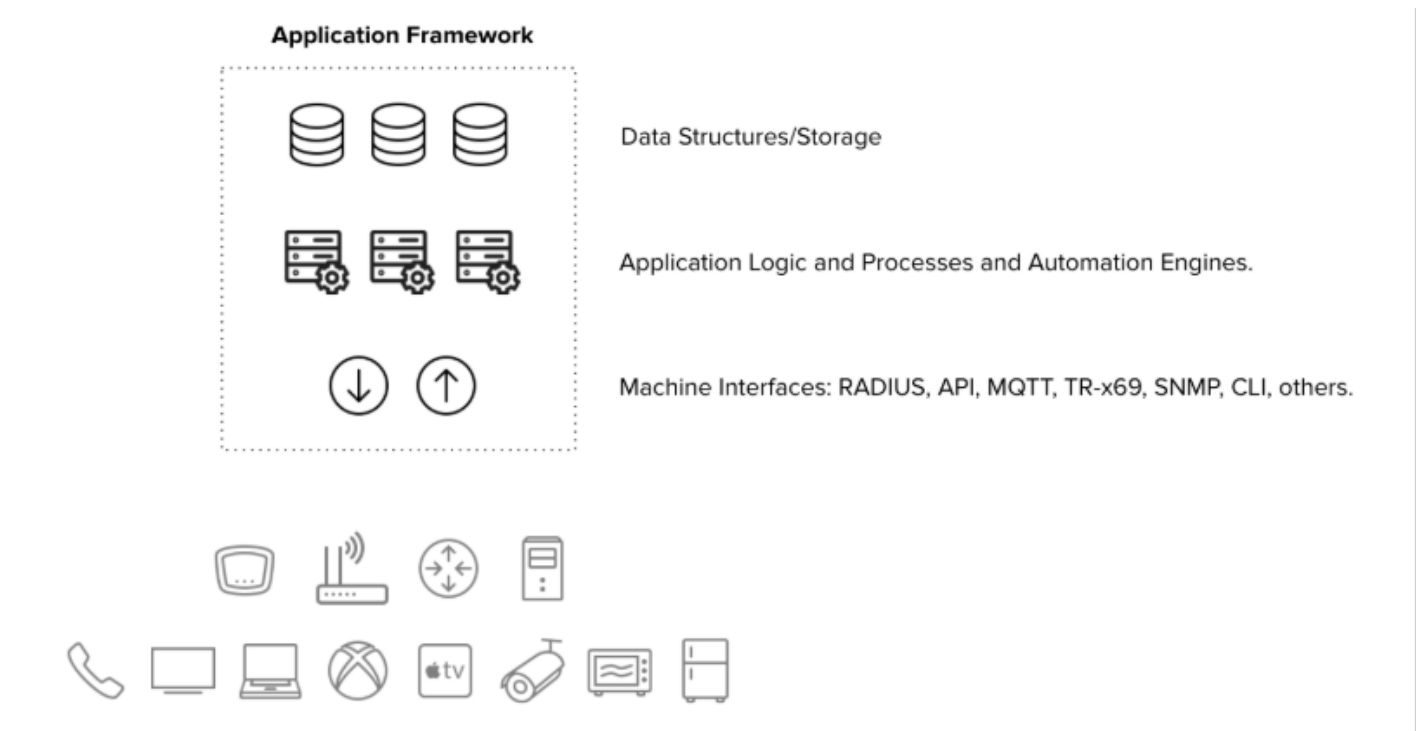 Application Framework
Data Structures/Storage
Application Logic and Processes and Automation Engines.
Machine Interfaces: RADIUS, API, MQTT, TR-x69, SNMP, CLI, others.
tv